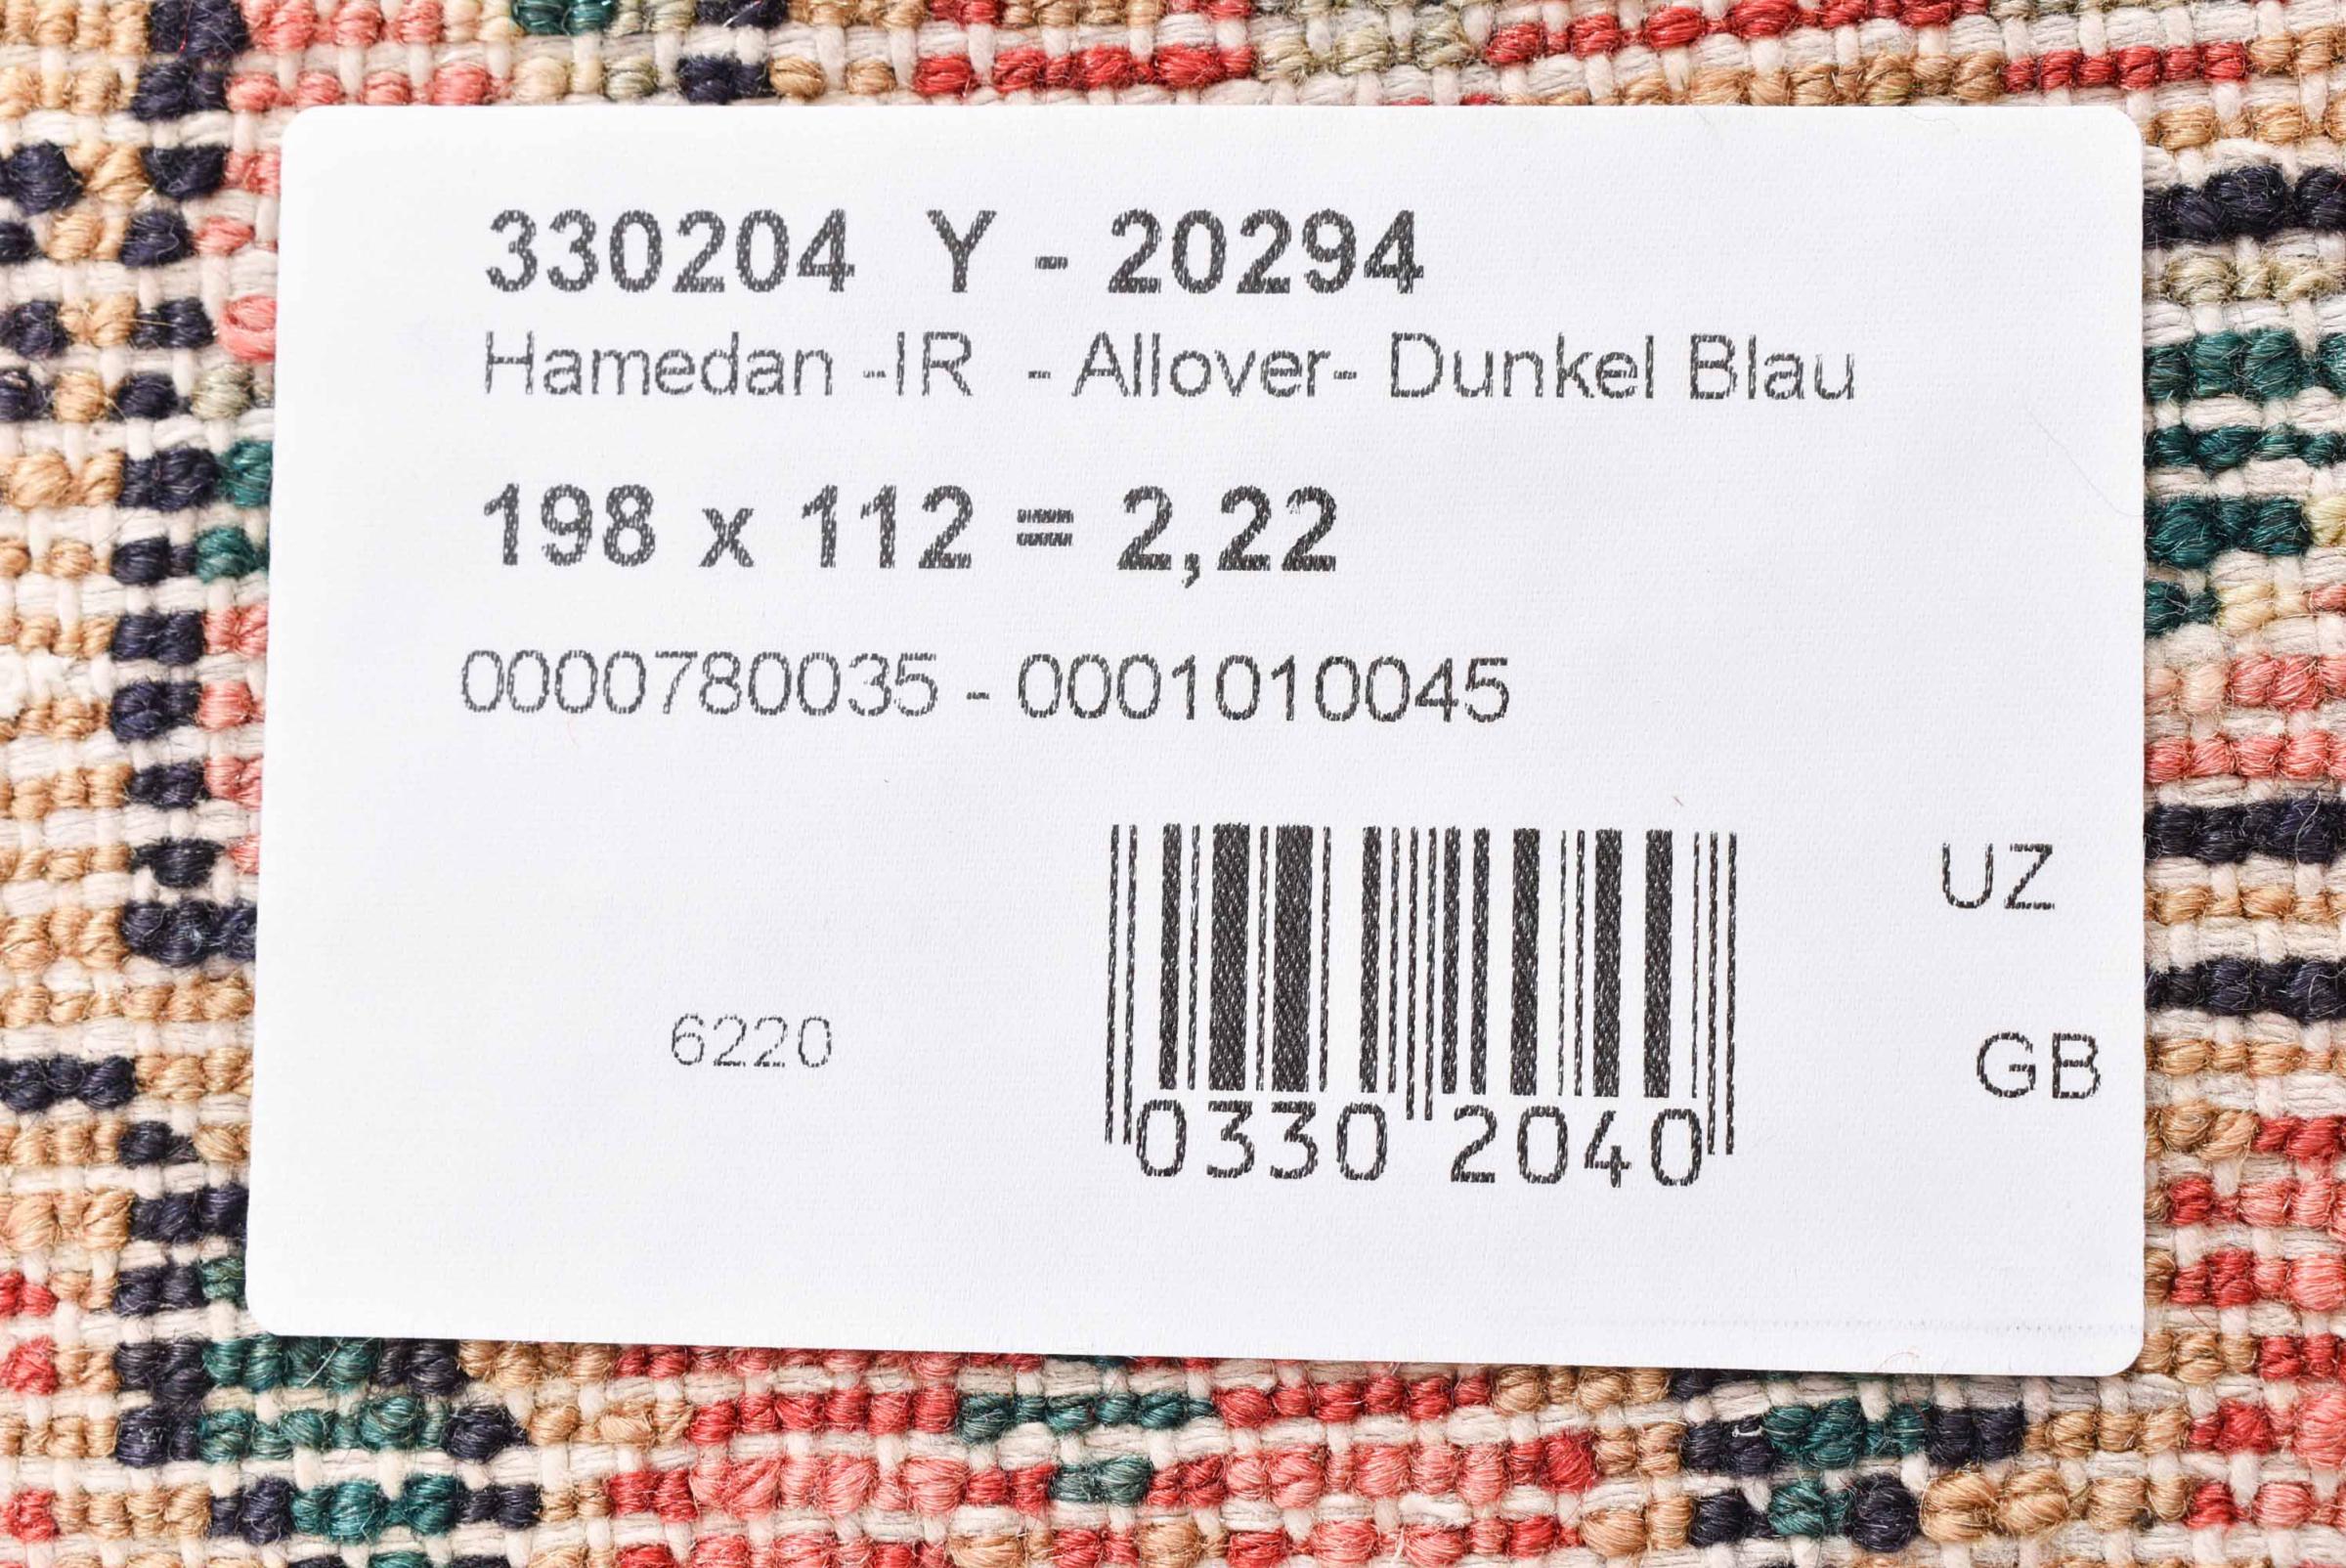 330204 Y - 20294
Hamedan -IR - Allover- Dunkel Blau
198 x 112 = 2,22
0000780035 - 0001010045
UZ
6220
GB
0330 2040